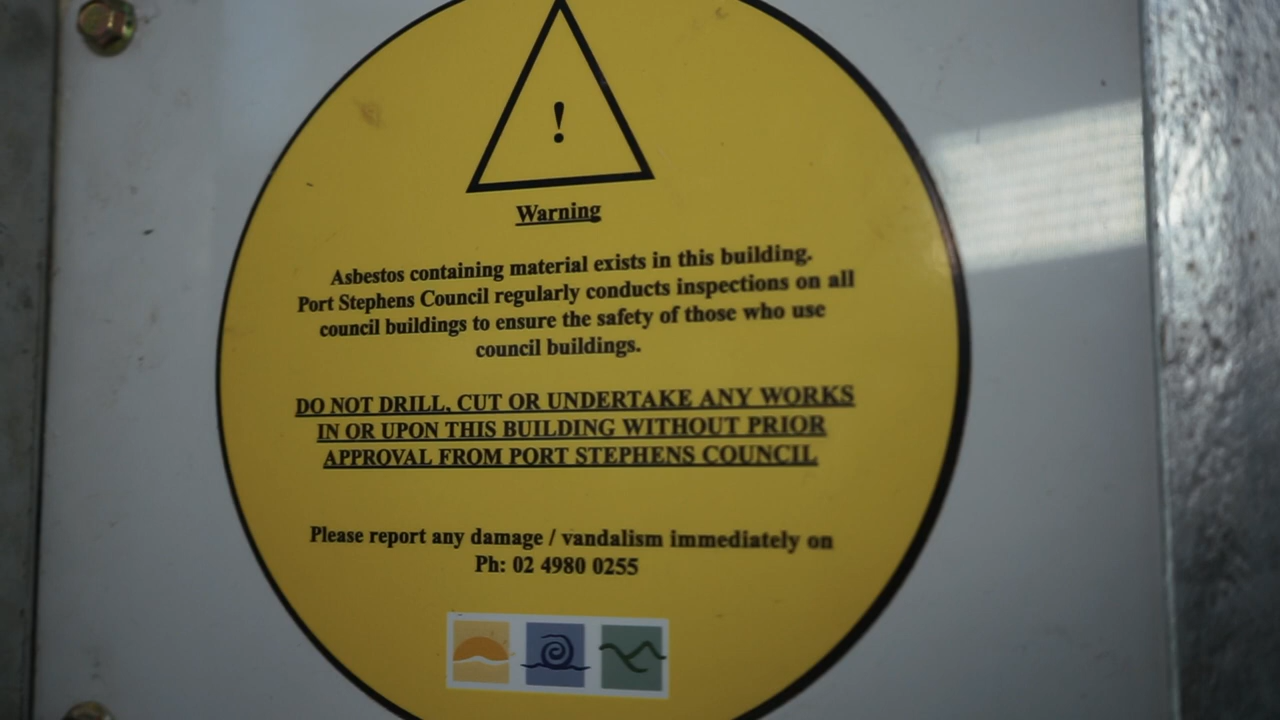 !
Warning
Asbestos containing material exists in this building.
Port Stephens Council regularly conducts inspections on all
council buildings to ensure the safety of those who use
council buildings.
DO NOT DRILL, CUT OR UNDERTAKE ANY WORKS
IN OR UPON THIS BUILDING WITHOUT PRIOR
APPROVAL FROM PORT STEPHENS COUNCIL
Please report any damage / vandalism immediately on
Ph: 02 4980 0255